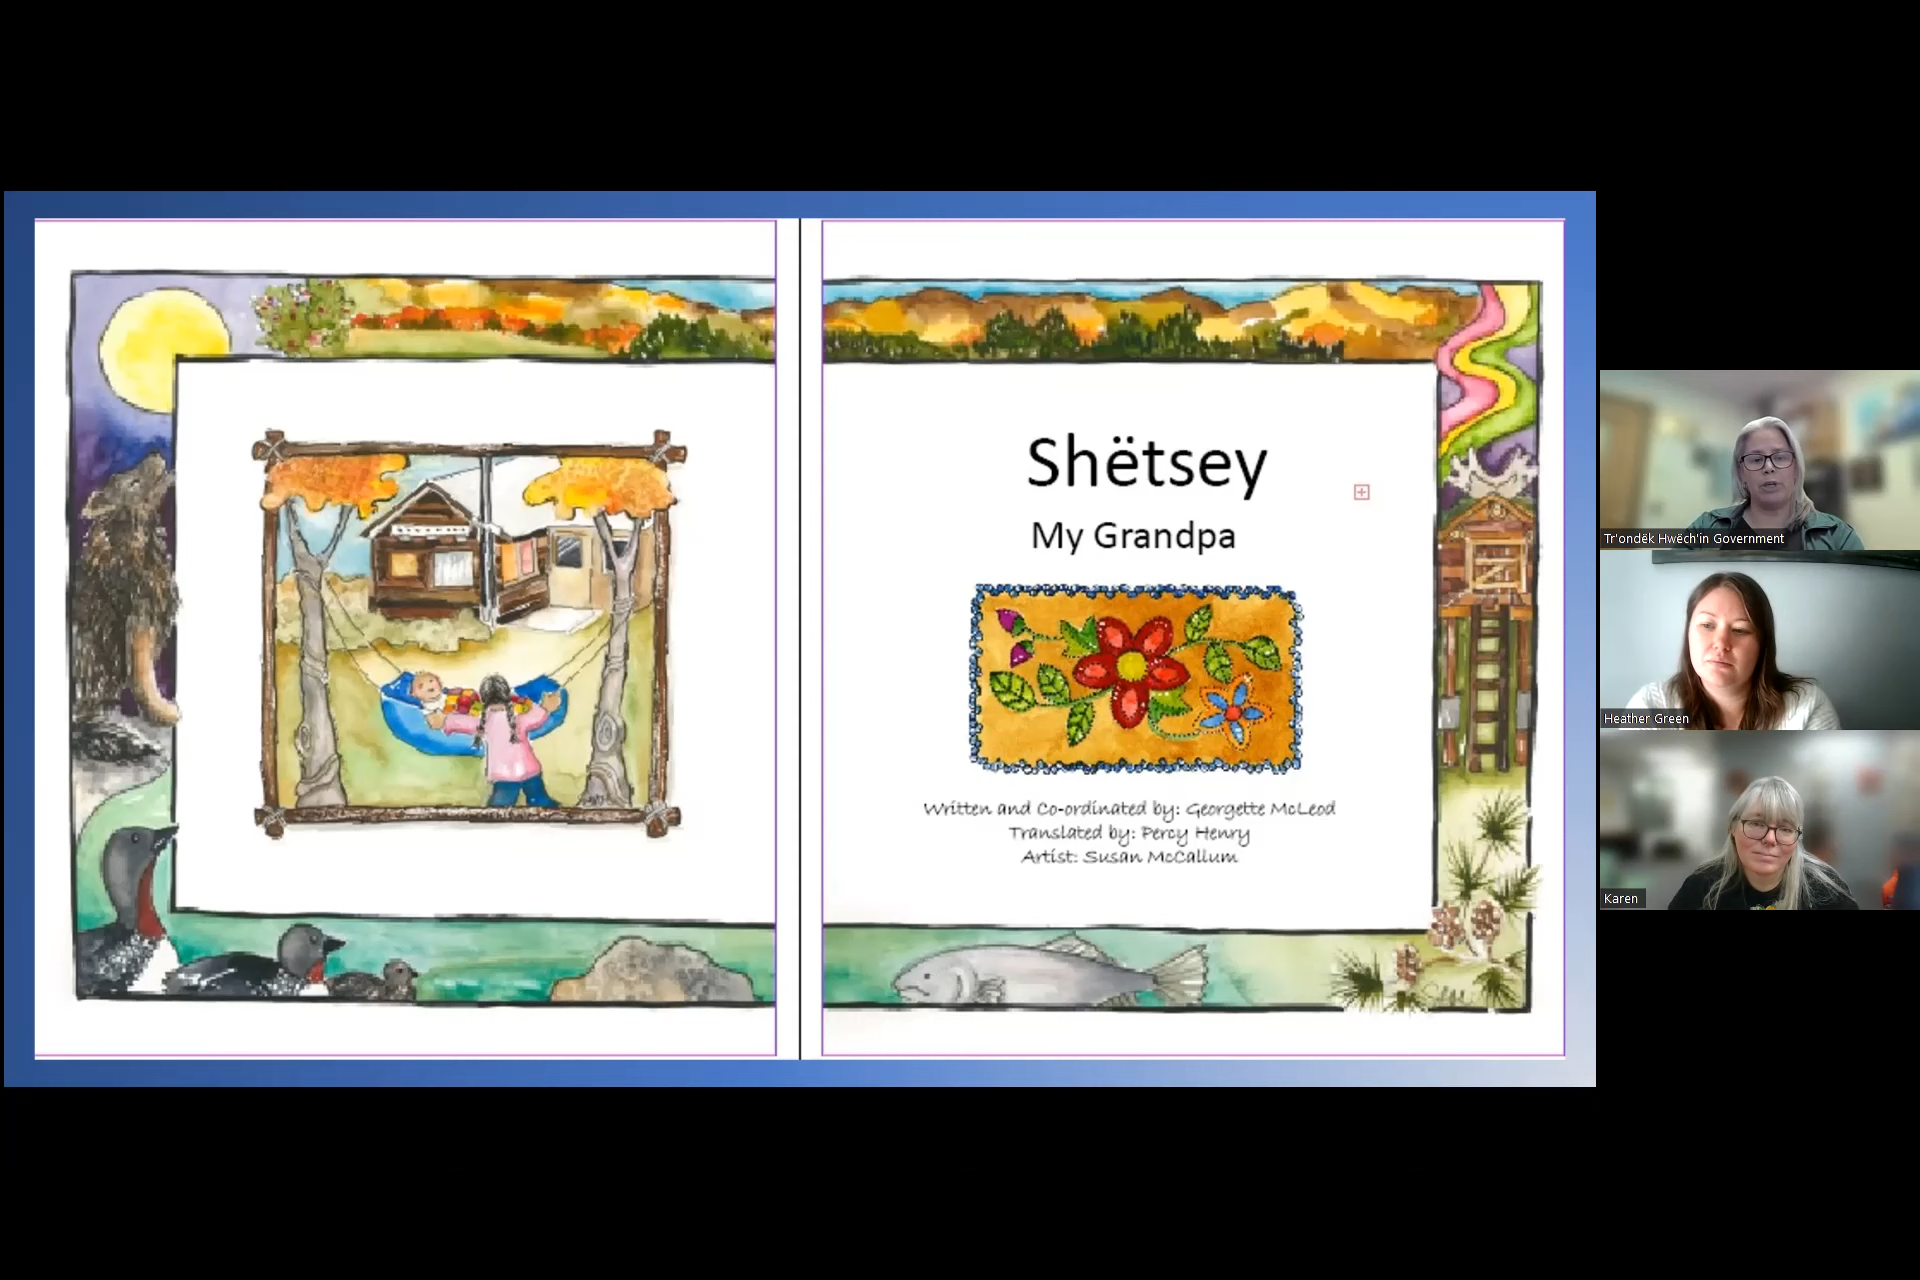 Shëtsey
My Grandpa
Written and Co-ordinated by: Georgette McLeod
Translated by: Percy Henry
Artist: Susan McCallum
Tr'ondëk Hwëch'in Government
Heather Green
Karen